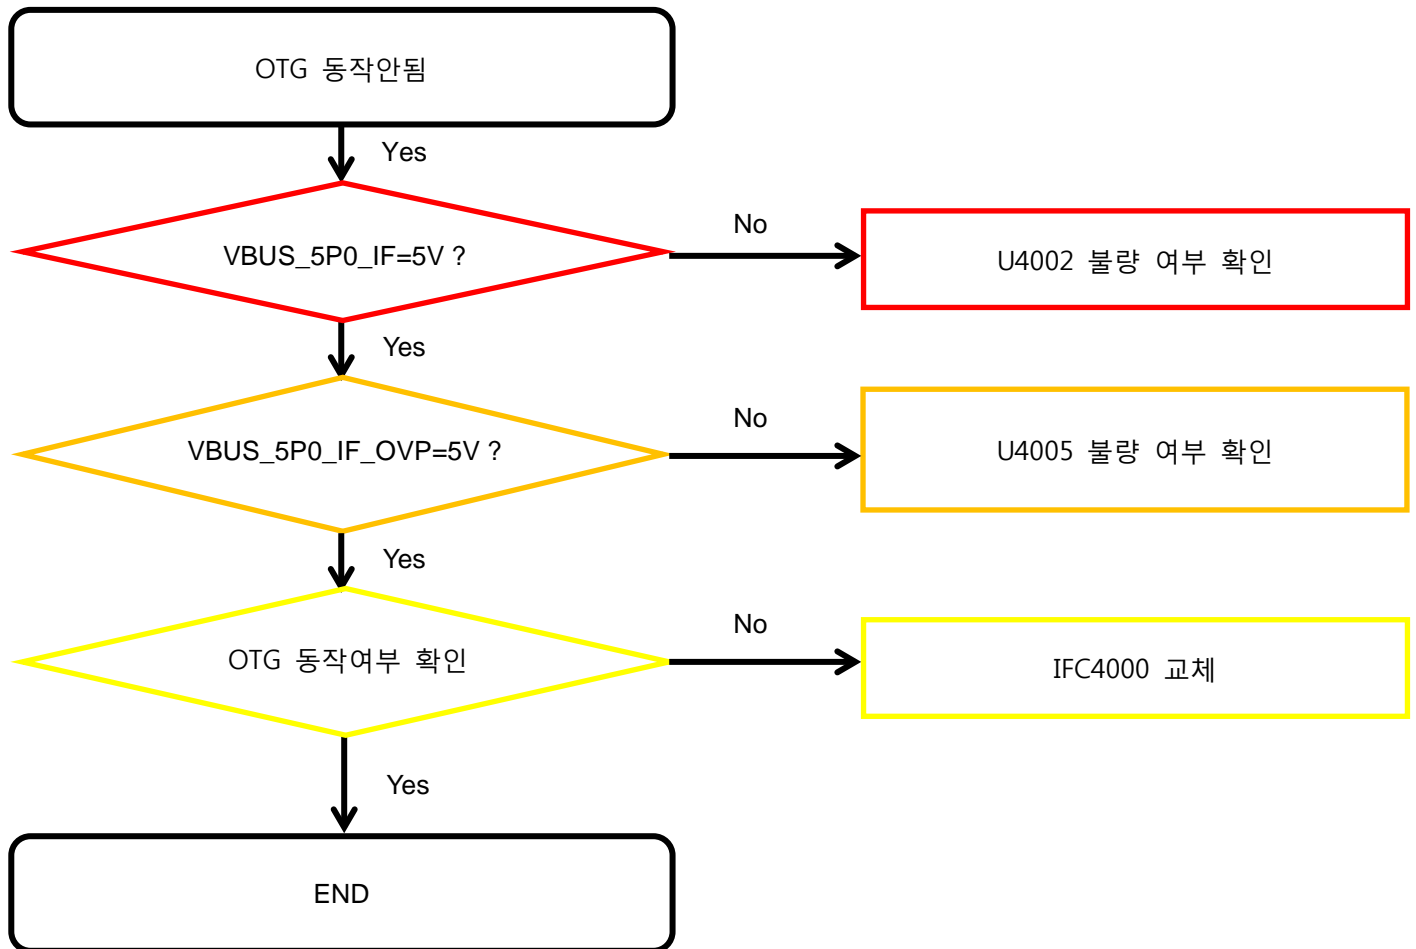 OTG 동작안됨
Yes
VBUS_5P0_IF=5V ?
No
U4002 불량 여부 확인
Yes
VBUS_5P0_IF_OVP=5V ?
No
U4005 불량 여부 확인
Yes
OTG 동작여부 확인
No
IFC4000 교체
Yes
END